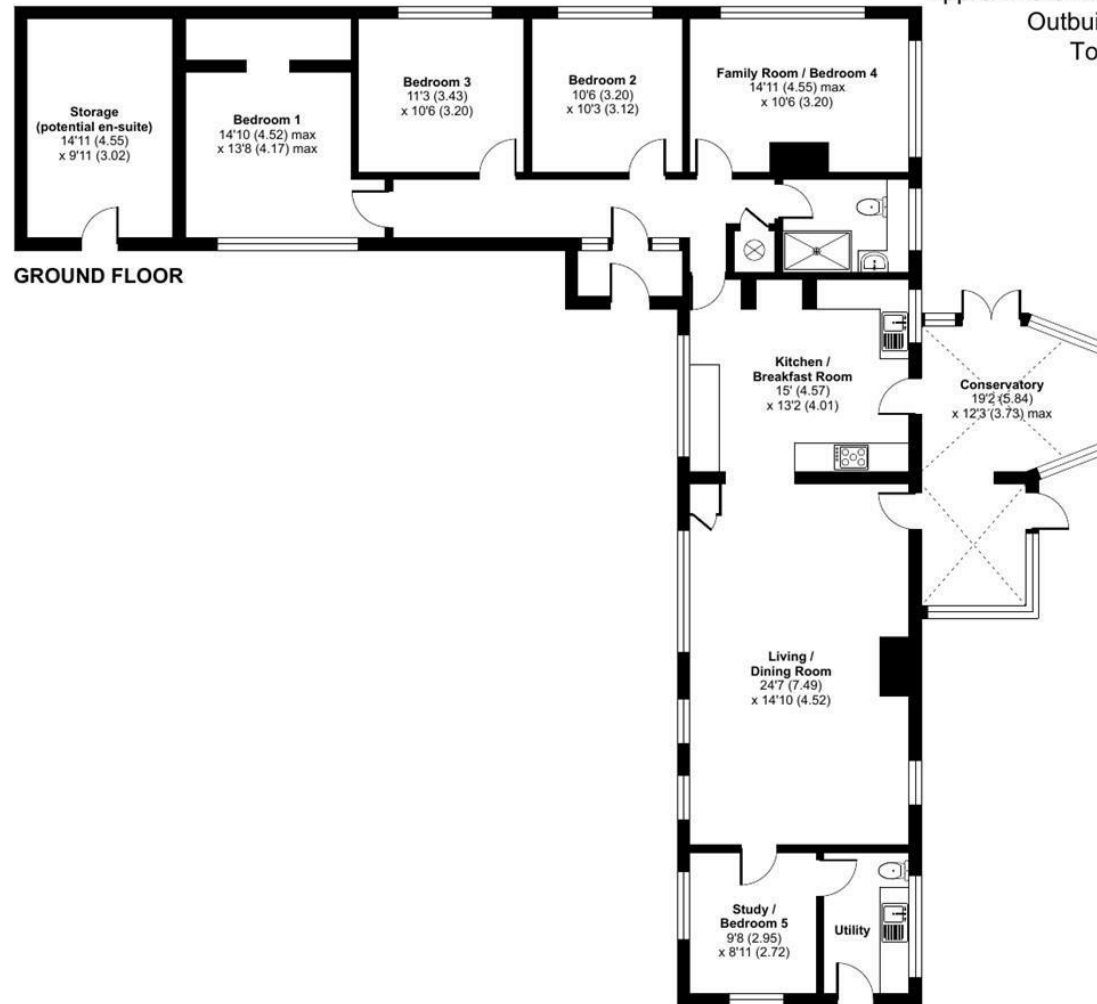 Outbui
To
Storage
(potential en-suite)
14'11 (4.55)
x 9'11 (3.02)
Bedroom 1
14'10 (4.52) max
x 13'8 (4.17) max
Bedroom 3
11'3 (3.43)
x 10'6 (3.20)
Bedroom 2
10'6 (3.20)
x 10'3 (3.12)
Family Room / Bedroom 4
14'11 (4.55) max
x 10'6 (3.20)
GROUND FLOOR
Kitchen /
Breakfast Room
15' (4.57)
x 13'2 (4.01)
Conservatory
19'2 (5.84)
x 12'3 (3.73) max
Living /
Dining Room
24'7 (7.49)
x 14'10 (4.52)
Study /
Bedroom 5
9'8 (2.95)
x 8'11 (2.72)
Utility